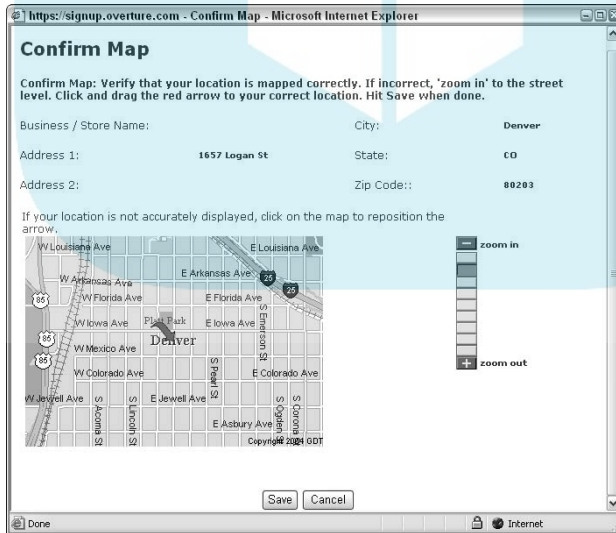 https://signup.overture.com - Confirm Map - Microsoft Internet Explorer
Confirm Map
Confirm Map: Verify that your location is mapped correctly. If incorrect, 'zoom in' to the street
level. Click and drag the red arrow to your correct location. Hit Save when done.
Business / Store Name:
City: Denver
Address 1: 1657 Logan St
State: CO
Address 2:
Zip Code:: 80203
If your location is not accurately displayed, click on the map to reposition the
arrow.
zoom in
W Louisiana Ave
E Louisiana Ave
W Arkansas Ave
E Arkansas Ave
25
25
85
W Florida Ave
E Florida Ave
W Iowa Ave
Platt Park
E Iowa Ave
S Emerson St
85
Denver
W Mexico Ave
85
W Colorado Ave
S Pearl St
E Colorado Ave
zoom out
W Jewell Ave
E Jewell Ave
S Acoma St
S Lincoln St
S Ogden St
S Corona St
E Asbury Ave
Copyright 2004 GDT
Save
Cancel
Done
Internet